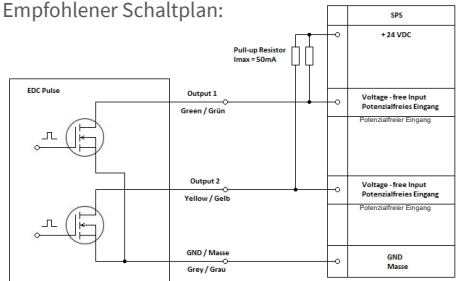 Empfohlener Schaltplan:
SPS
+ 24 VDC
Pull-up Resistor
Imax = 50mA
EDC Pulse
Output 1
Green / Grün
Voltage - free Input
Potenzialfreies Eingang
Potenzialfreier Eingang
Output 2
Yellow / Gelb
Voltage - free Input
Potenzialfreies Eingang
Potenzialfreier Eingang
GND / Masse
Grey / Grau
GND
Masse